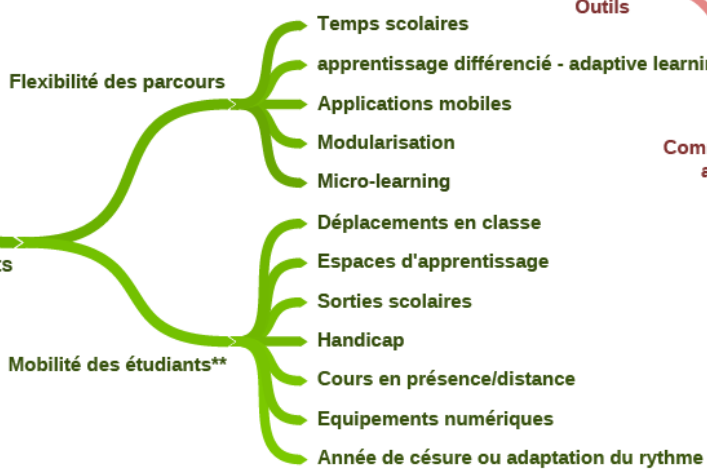 Outils
Temps scolaires
apprentissage différencié - adaptive
Flexibilité des parcours
Applications mobiles
Modularisation
Micro-learning
Déplacements en classe
Espaces d'apprentissage
Sorties scolaires
Handicap
Mobilité des étudiants**
Cours en présence/distance
Equipements numériques
Année de césure ou adaptation du rythme